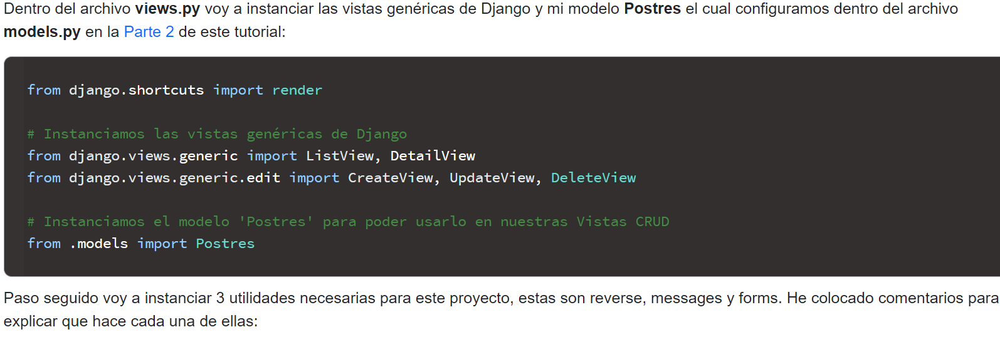 Dentro del archivo views.py voy a instanciar las vistas genéricas de Django y mi modelo Postres el cual configuramos dentro del archivo
models.py en la Parte 2 de este tutorial:
from django.shortcuts import render
# Instanciamos las vistas genéricas de Django
from django.views.generic import ListView, DetailView
from django.views.generic.edit import CreateView, UpdateView, DeleteView
# Instanciamos el modelo 'Postres' para poder usarlo en nuestras Vistas CRUD
from .models import Postres
Paso seguido voy a instanciar 3 utilidades necesarias para este proyecto, estas son reverse, messages y forms. He colocado comentarios para
explicar que hace cada una de ellas: